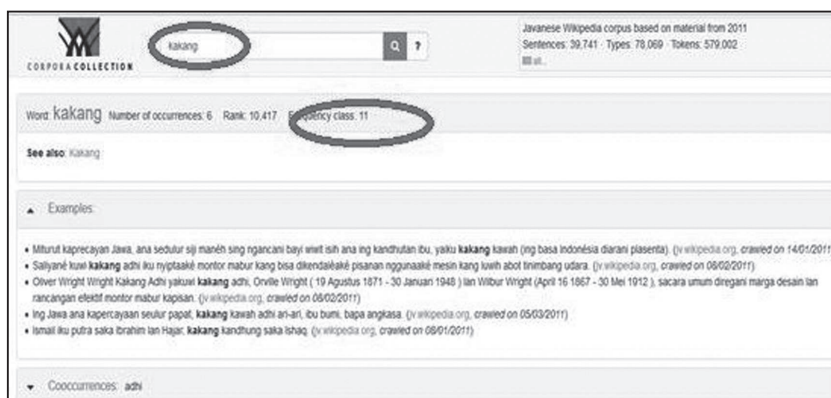 CORPORA COLLECTION
kakang
?
Javanese Wikipedia corpus based on material from 2011
Sentences: 39,741 · Types: 78,069 · Tokens: 579,002
all...
Word: kakang Number of occurrences: 6 Rank: 10,417 Frequency class: 11
See also: Kakang
Examples:
Miturut kaprecayan Jawa, ana sedulur siji manéh sing ngancani bayi wiwit isih ana ing kandhutan ibu, yaiku kakang kawah (ing basa Indonésia diarani plasenta). (jv.wikipedia.org, crawled on 14/01/2011)
Saliyané kuwi kakang adhi iku nyiptaaké montor mabur kang bisa dikendaléaké pisanan nggunaaké mesin kang luwih abot tinimbang udara. (jv.wikipedia.org, crawled on 06/02/2011)
Oliver Wright Wright Kakang Adhi yakuwi kakang adhi, Orville Wright ( 19 Agustus 1871 - 30 Januari 1948 ) lan Wilbur Wright (April 16 1867 - 30 Mei 1912 ), sacara umum diregani marga desain lan
rancangan efektif montor mabur kapisan. (jv.wikipedia.org, crawled on 06/02/2011)
Ing Jawa ana kapercayaan seulur papat, kakang kawah adhi ari-ari, ibu bumi, bapa angkasa. (jv.wikipedia.org, crawled on 05/03/2011)
Ismail iku putra saka Ibrahim lan Hajar, kakang kandhung saka Ishaq. (jv.wikipedia.org, crawled on 08/01/2011)
Cooccurrences: adhi